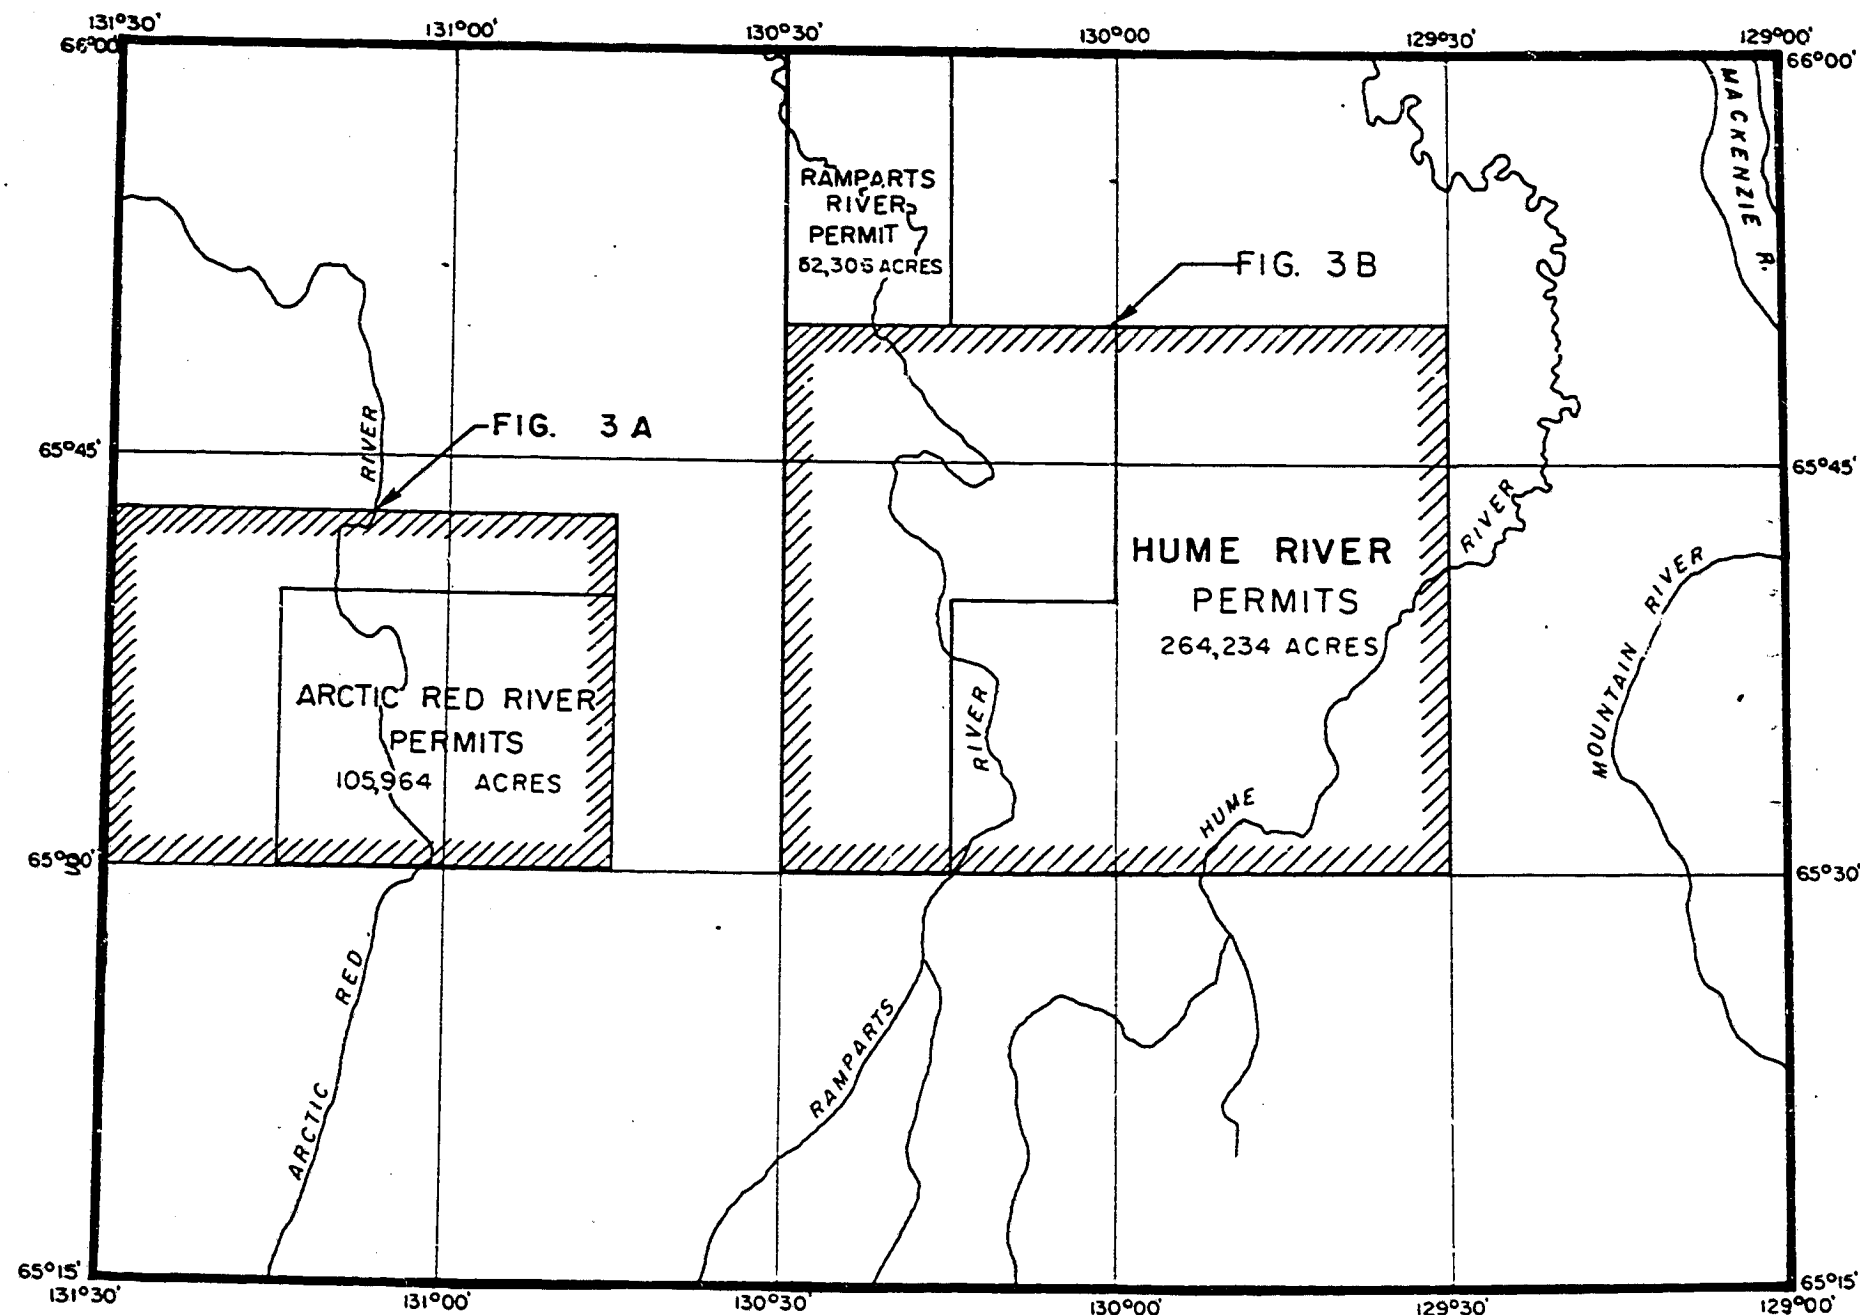 131°30'
131°00'
130°30'
130°00'
129°30'
129°00'
66°00'
66°00'
MACKENZIE R.
RAMPARTS
RIVER
PERMIT
ACRES
FIG. 3B
FIG. 3A
RIVER
65°45'
65°45'
RIVER
HUME RIVER
PERMITS
264,234 ACRES
MOUNTAIN RIVER
ARCTIC RED RIVER
PERMITS
105,964 ACRES
RIVER
HUME
65°30'
65°30'
ARCTIC RED
RAMPARTS
65°15'
65°15'
131°30'
131°00'
130°30'
130°00'
129°30'
129°00'